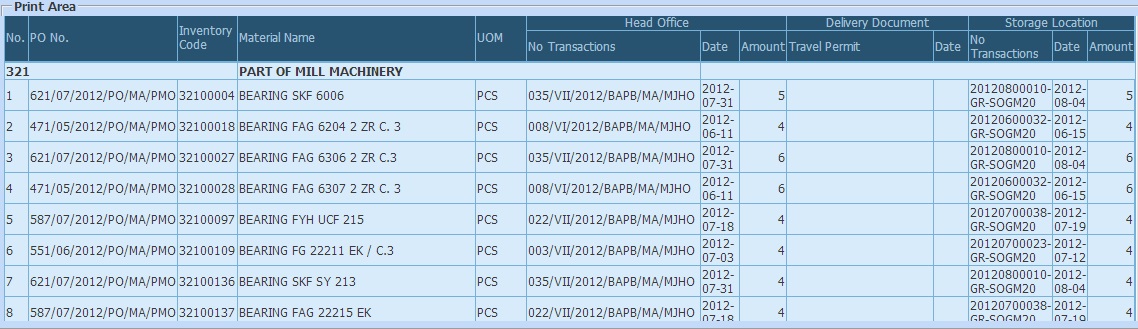 Print Area
No. PO No. Inventory Code Material Name UOM Head Office Delivery Document Storage Location
No Transactions Date Amount Travel Permit Date No Transactions Date Amount
321 PART OF MILL MACHINERY
1 621/07/2012/PO/MA/PMO 32100004 BEARING SKF 6006 PCS 035/VII/2012/BAPB/MA/MJHO 2012-07-31 5 20120800010-GR-SOGM20 2012-08-04 5
2 471/05/2012/PO/MA/PMO 32100018 BEARING FAG 6204 2 ZR C. 3 PCS 008/VI/2012/BAPB/MA/MJHO 2012-06-11 4 20120600032-GR-SOGM20 2012-06-15 4
3 621/07/2012/PO/MA/PMO 32100027 BEARING FAG 6306 2 ZR C.3 PCS 035/VII/2012/BAPB/MA/MJHO 2012-07-31 6 20120800010-GR-SOGM20 2012-08-04 6
4 471/05/2012/PO/MA/PMO 32100028 BEARING FAG 6307 2 ZR C. 3 PCS 008/VI/2012/BAPB/MA/MJHO 2012-06-11 6 20120600032-GR-SOGM20 2012-06-15 6
5 587/07/2012/PO/MA/PMO 32100097 BEARING FYH UCF 215 PCS 022/VII/2012/BAPB/MA/MJHO 2012-07-18 4 20120700038-GR-SOGM20 2012-07-19 4
6 551/06/2012/PO/MA/PMO 32100109 BEARING FG 22211 EK / C.3 PCS 003/VII/2012/BAPB/MA/MJHO 2012-07-03 4 20120700023-GR-SOGM20 2012-07-12 4
7 621/07/2012/PO/MA/PMO 32100136 BEARING SKF SY 213 PCS 035/VII/2012/BAPB/MA/MJHO 2012-07-31 4 20120800010-GR-SOGM20 2012-08-04 4
8 587/07/2012/PO/MA/PMO 32100137 BEARING FAG 22215 EK PCS 022/VII/2012/BAPB/MA/MJHO 2012-07-18 4 20120700038-GR-SOGM20 2012-07-19 4